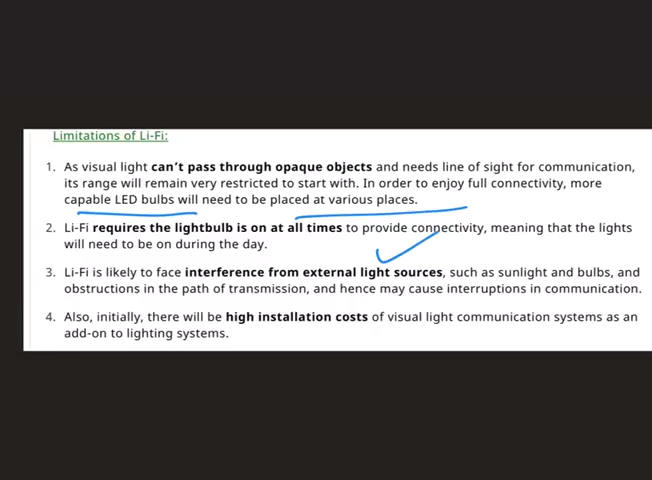 Limitations of Li-Fi:
1. As visual light can't pass through opaque objects and needs line of sight for communication,
its range will remain very restricted to start with. In order to enjoy full connectivity, more
capable LED bulbs will need to be placed at various places.
2. Li-Fi requires the lightbulb is on at all times to provide connectivity, meaning that the lights
will need to be on during the day.
3. Li-Fi is likely to face interference from external light sources, such as sunlight and bulbs, and
obstructions in the path of transmission, and hence may cause interruptions in communication.
4. Also, initially, there will be high installation costs of visual light communication systems as an
add-on to lighting systems.